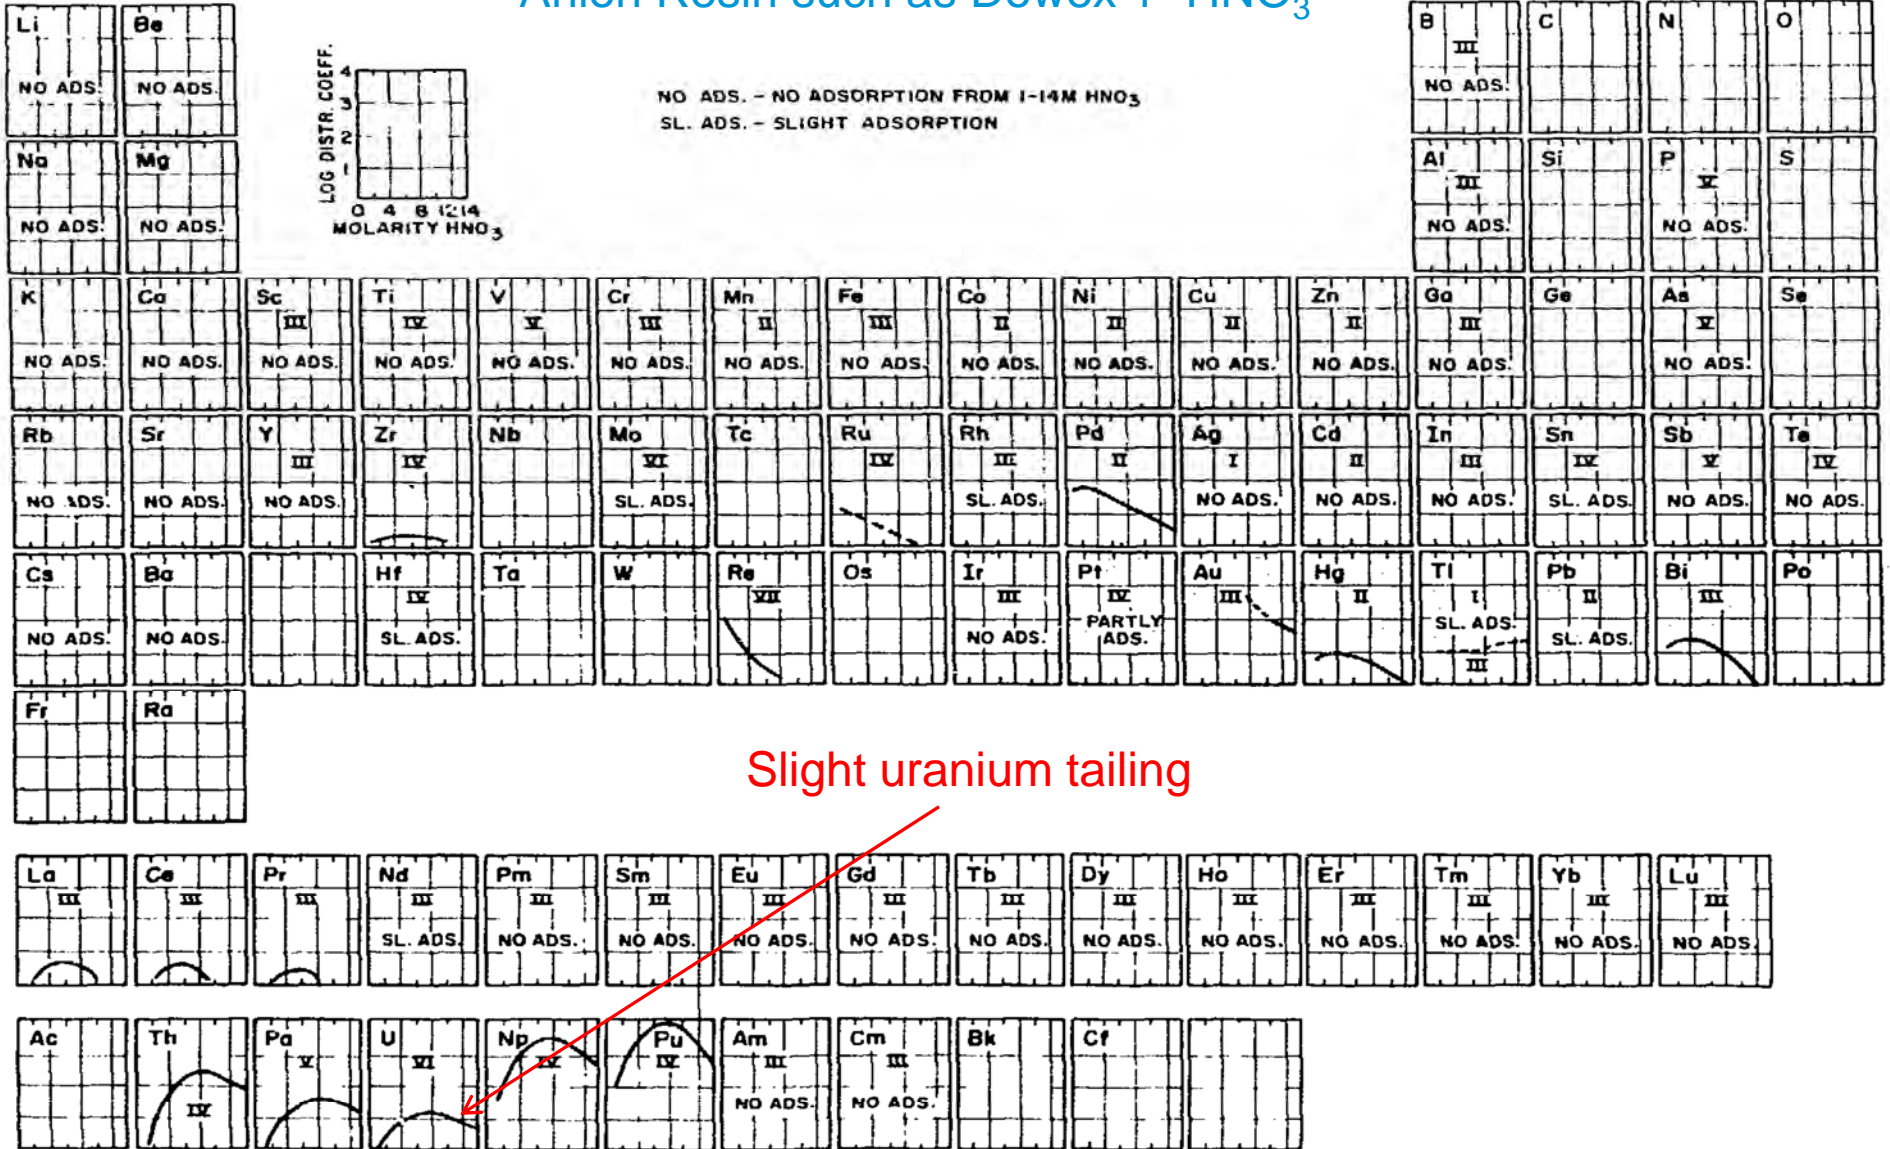 Anion Resin such as Dowex 1- HNO3
Li Be B C N O
III
NO ADS. NO ADS. NO ADS.
LOG DISTR. COEFF.
4
3
2
1
0 4 8 12 14
MOLARITY HNO3
NO ADS. – NO ADSORPTION FROM 1-14M HNO3
SL. ADS. – SLIGHT ADSORPTION
Na Mg Al Si P S
III V
NO ADS. NO ADS. NO ADS. NO ADS.
K Ca Sc Ti V Cr Mn Fe Co Ni Cu Zn Ga Ge As Se
III IV V III II III II II II II III V
NO ADS. NO ADS. NO ADS. NO ADS. NO ADS. NO ADS. NO ADS. NO ADS. NO ADS. NO ADS. NO ADS. NO ADS. NO ADS. NO ADS.
Rb Sr Y Zr Nb Mo Tc Ru Rh Pd Ag Cd In Sn Sb Te
III IV VI IV III II I II III IV V IV
NO ADS. NO ADS. NO ADS. SL. ADS. SL. ADS. NO ADS. NO ADS. NO ADS. SL. ADS. NO ADS. NO ADS.
Cs Ba Hf Ta W Re Os Ir Pt Au Hg Tl Pb Bi Po
IV VII III IV III II I II III
PARTLY SL. ADS.
NO ADS. NO ADS. SL. ADS. NO ADS. ADS. SL. ADS.
III
Fr Ra
Slight uranium tailing
La Ce Pr Nd Pm Sm Eu Gd Tb Dy Ho Er Tm Yb Lu
III III III III III III III III III III III III III III III
SL. ADS. NO ADS. NO ADS. NO ADS. NO ADS. NO ADS. NO ADS. NO ADS. NO ADS. NO ADS. NO ADS. NO ADS.
Ac Th Pa U Np Pu Am Cm Bk Cf
V VI IV IV III III
IV NO ADS. NO ADS.